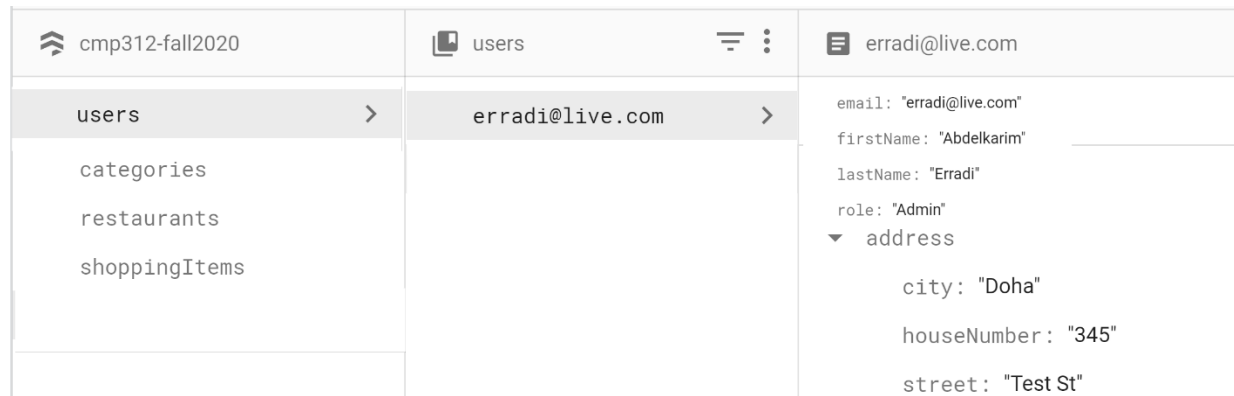 cmp312-fall2020
users
categories
restaurants
shoppingItems
users
erradi@live.com
erradi@live.com
email: "erradi@live.com"
firstName: "Abdelkarim"
lastName: "Erradi"
role: "Admin"
address
city: "Doha"
houseNumber: "345"
street: "Test St"